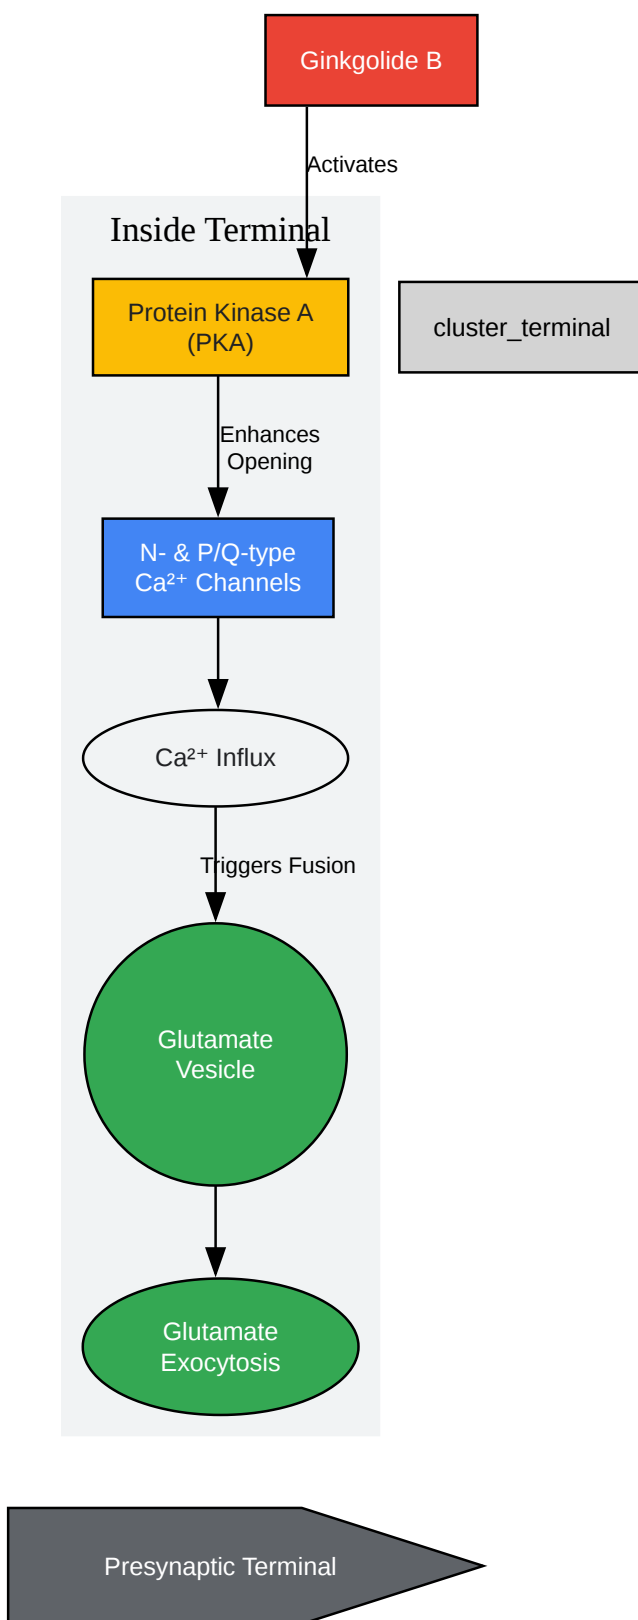 Ginkgolide B
Activates
Inside Terminal
Protein Kinase A
(PKA)
cluster_terminal
Enhances
Opening
N- & P/Q-type
Ca²⁺ Channels
Ca²⁺ Influx
Triggers Fusion
Glutamate
Vesicle
Glutamate
Exocytosis
Presynaptic Terminal